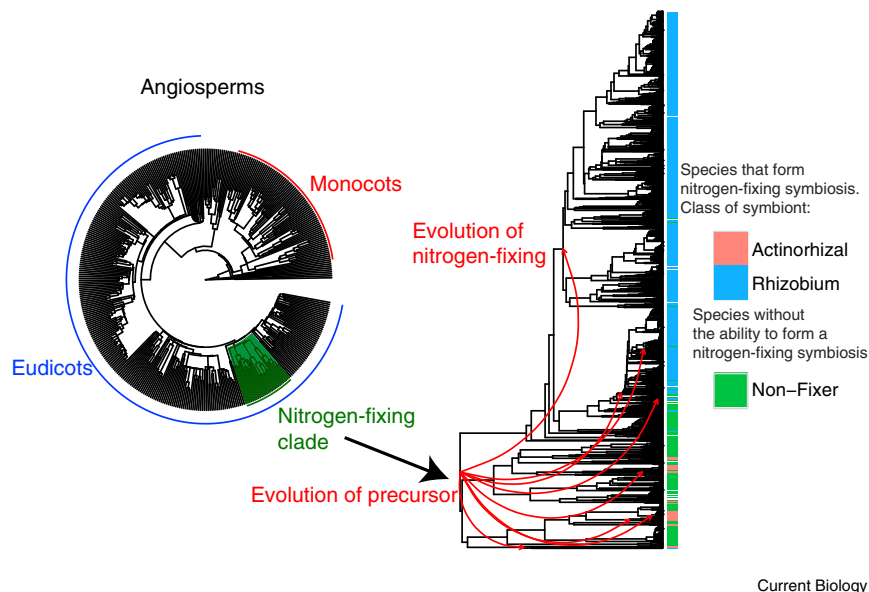 Angiosperms
Monocots
Eudicots
Nitrogen-fixing
clade
Evolution of precursor
Evolution of
nitrogen-fixing
Species that form
nitrogen-fixing symbiosis.
Class of symbiont:
Actinorhizal
Rhizobium
Species without
the ability to form a
nitrogen-fixing symbiosis
Non−Fixer
Current Biology